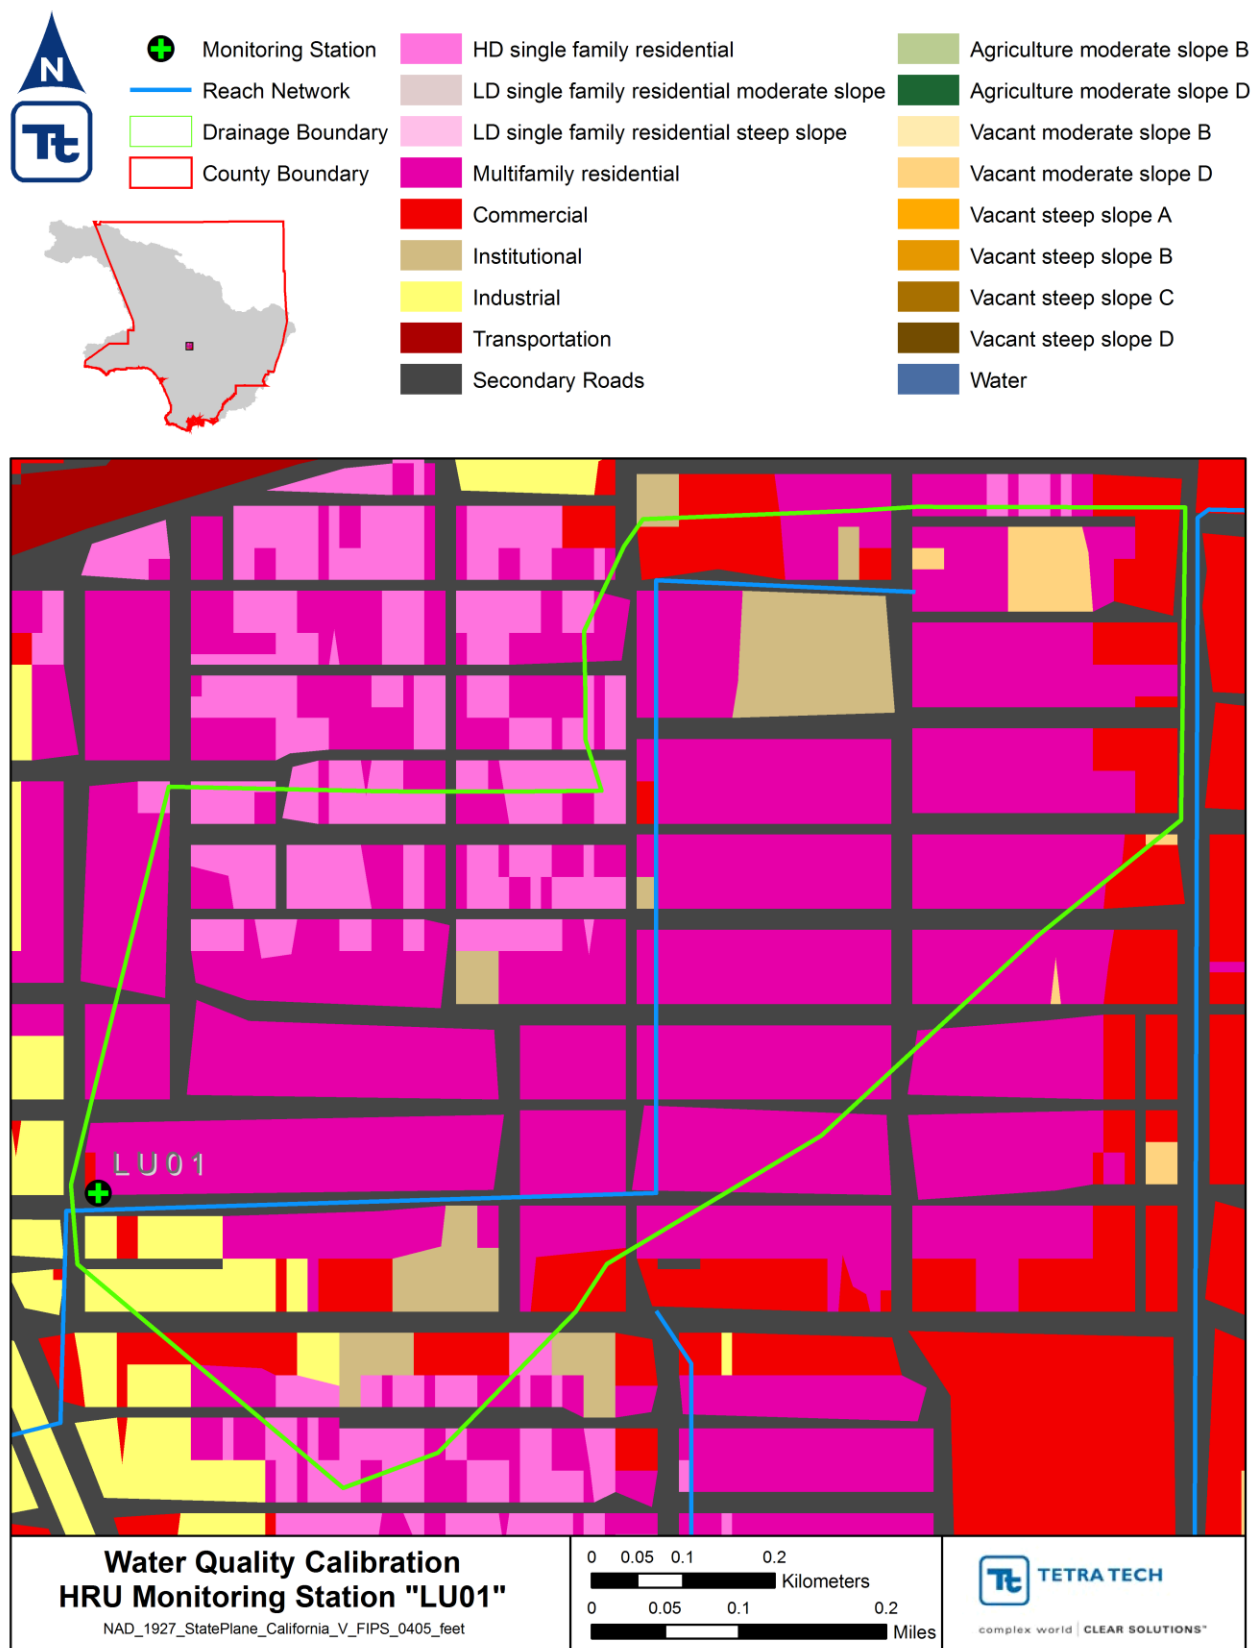 N
Tt
Monitoring Station
Reach Network
Drainage Boundary
County Boundary
HD single family residential
LD single family residential moderate slope
LD single family residential steep slope
Multifamily residential
Commercial
Institutional
Industrial
Transportation
Secondary Roads
Agriculture moderate slope B
Agriculture moderate slope D
Vacant moderate slope B
Vacant moderate slope D
Vacant steep slope A
Vacant steep slope B
Vacant steep slope C
Vacant steep slope D
Water
LU01
Water Quality Calibration
HRU Monitoring Station "LU01"
NAD_1927_StatePlane_California_V_FIPS_0405_feet
0 0.05 0.1 0.2
Kilometers
0 0.05 0.1 0.2
Miles
Tt TETRA TECH
complex world | CLEAR SOLUTIONS™